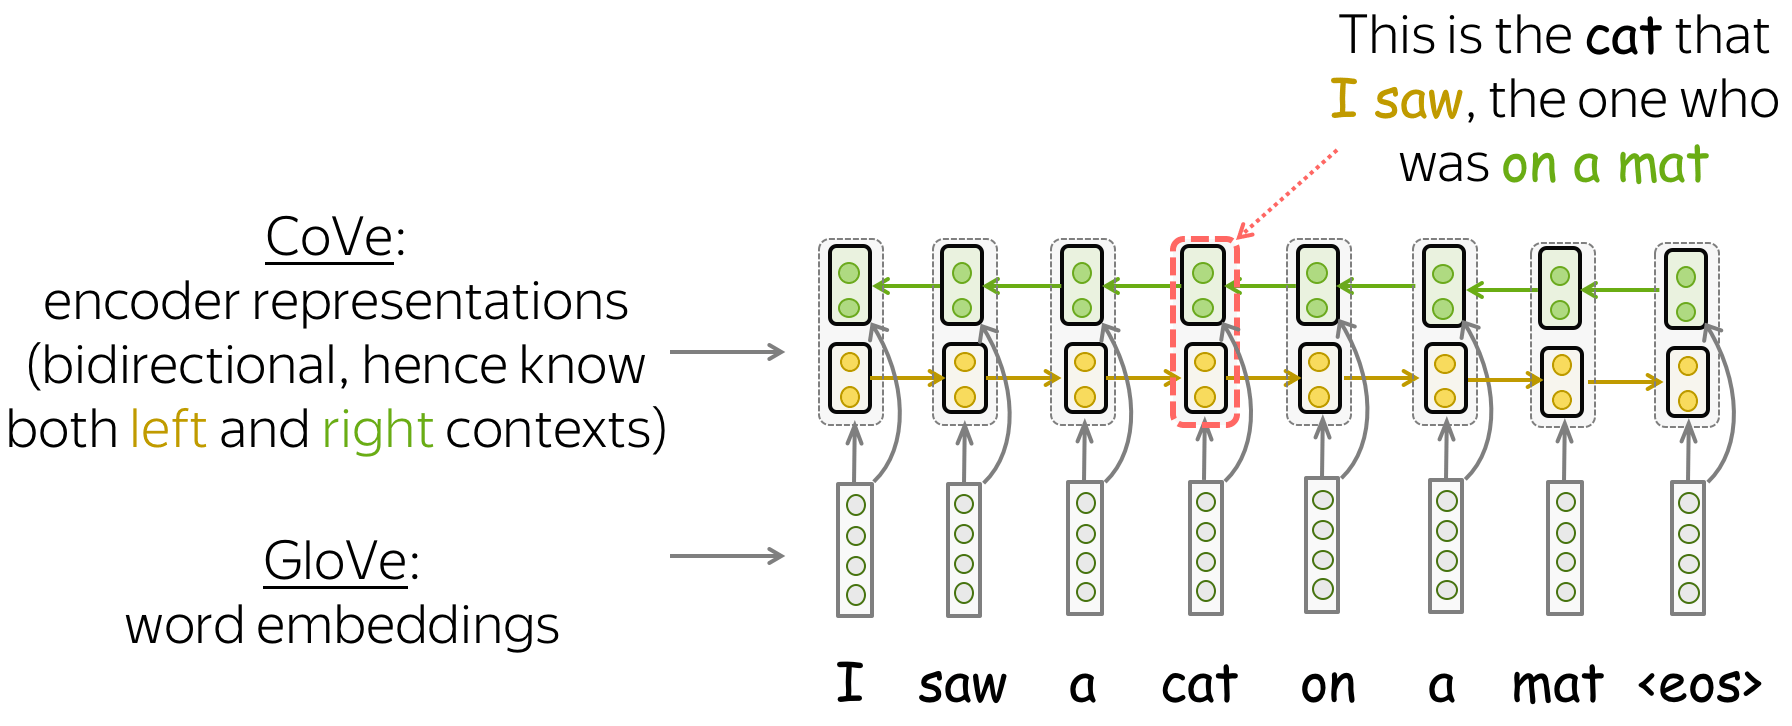 This is the cat that
I saw, the one who
was on a mat
CoVe:
encoder representations
(bidirectional, hence know
both left and right contexts)
GloVe:
word embeddings
I saw a cat on a mat <eos>